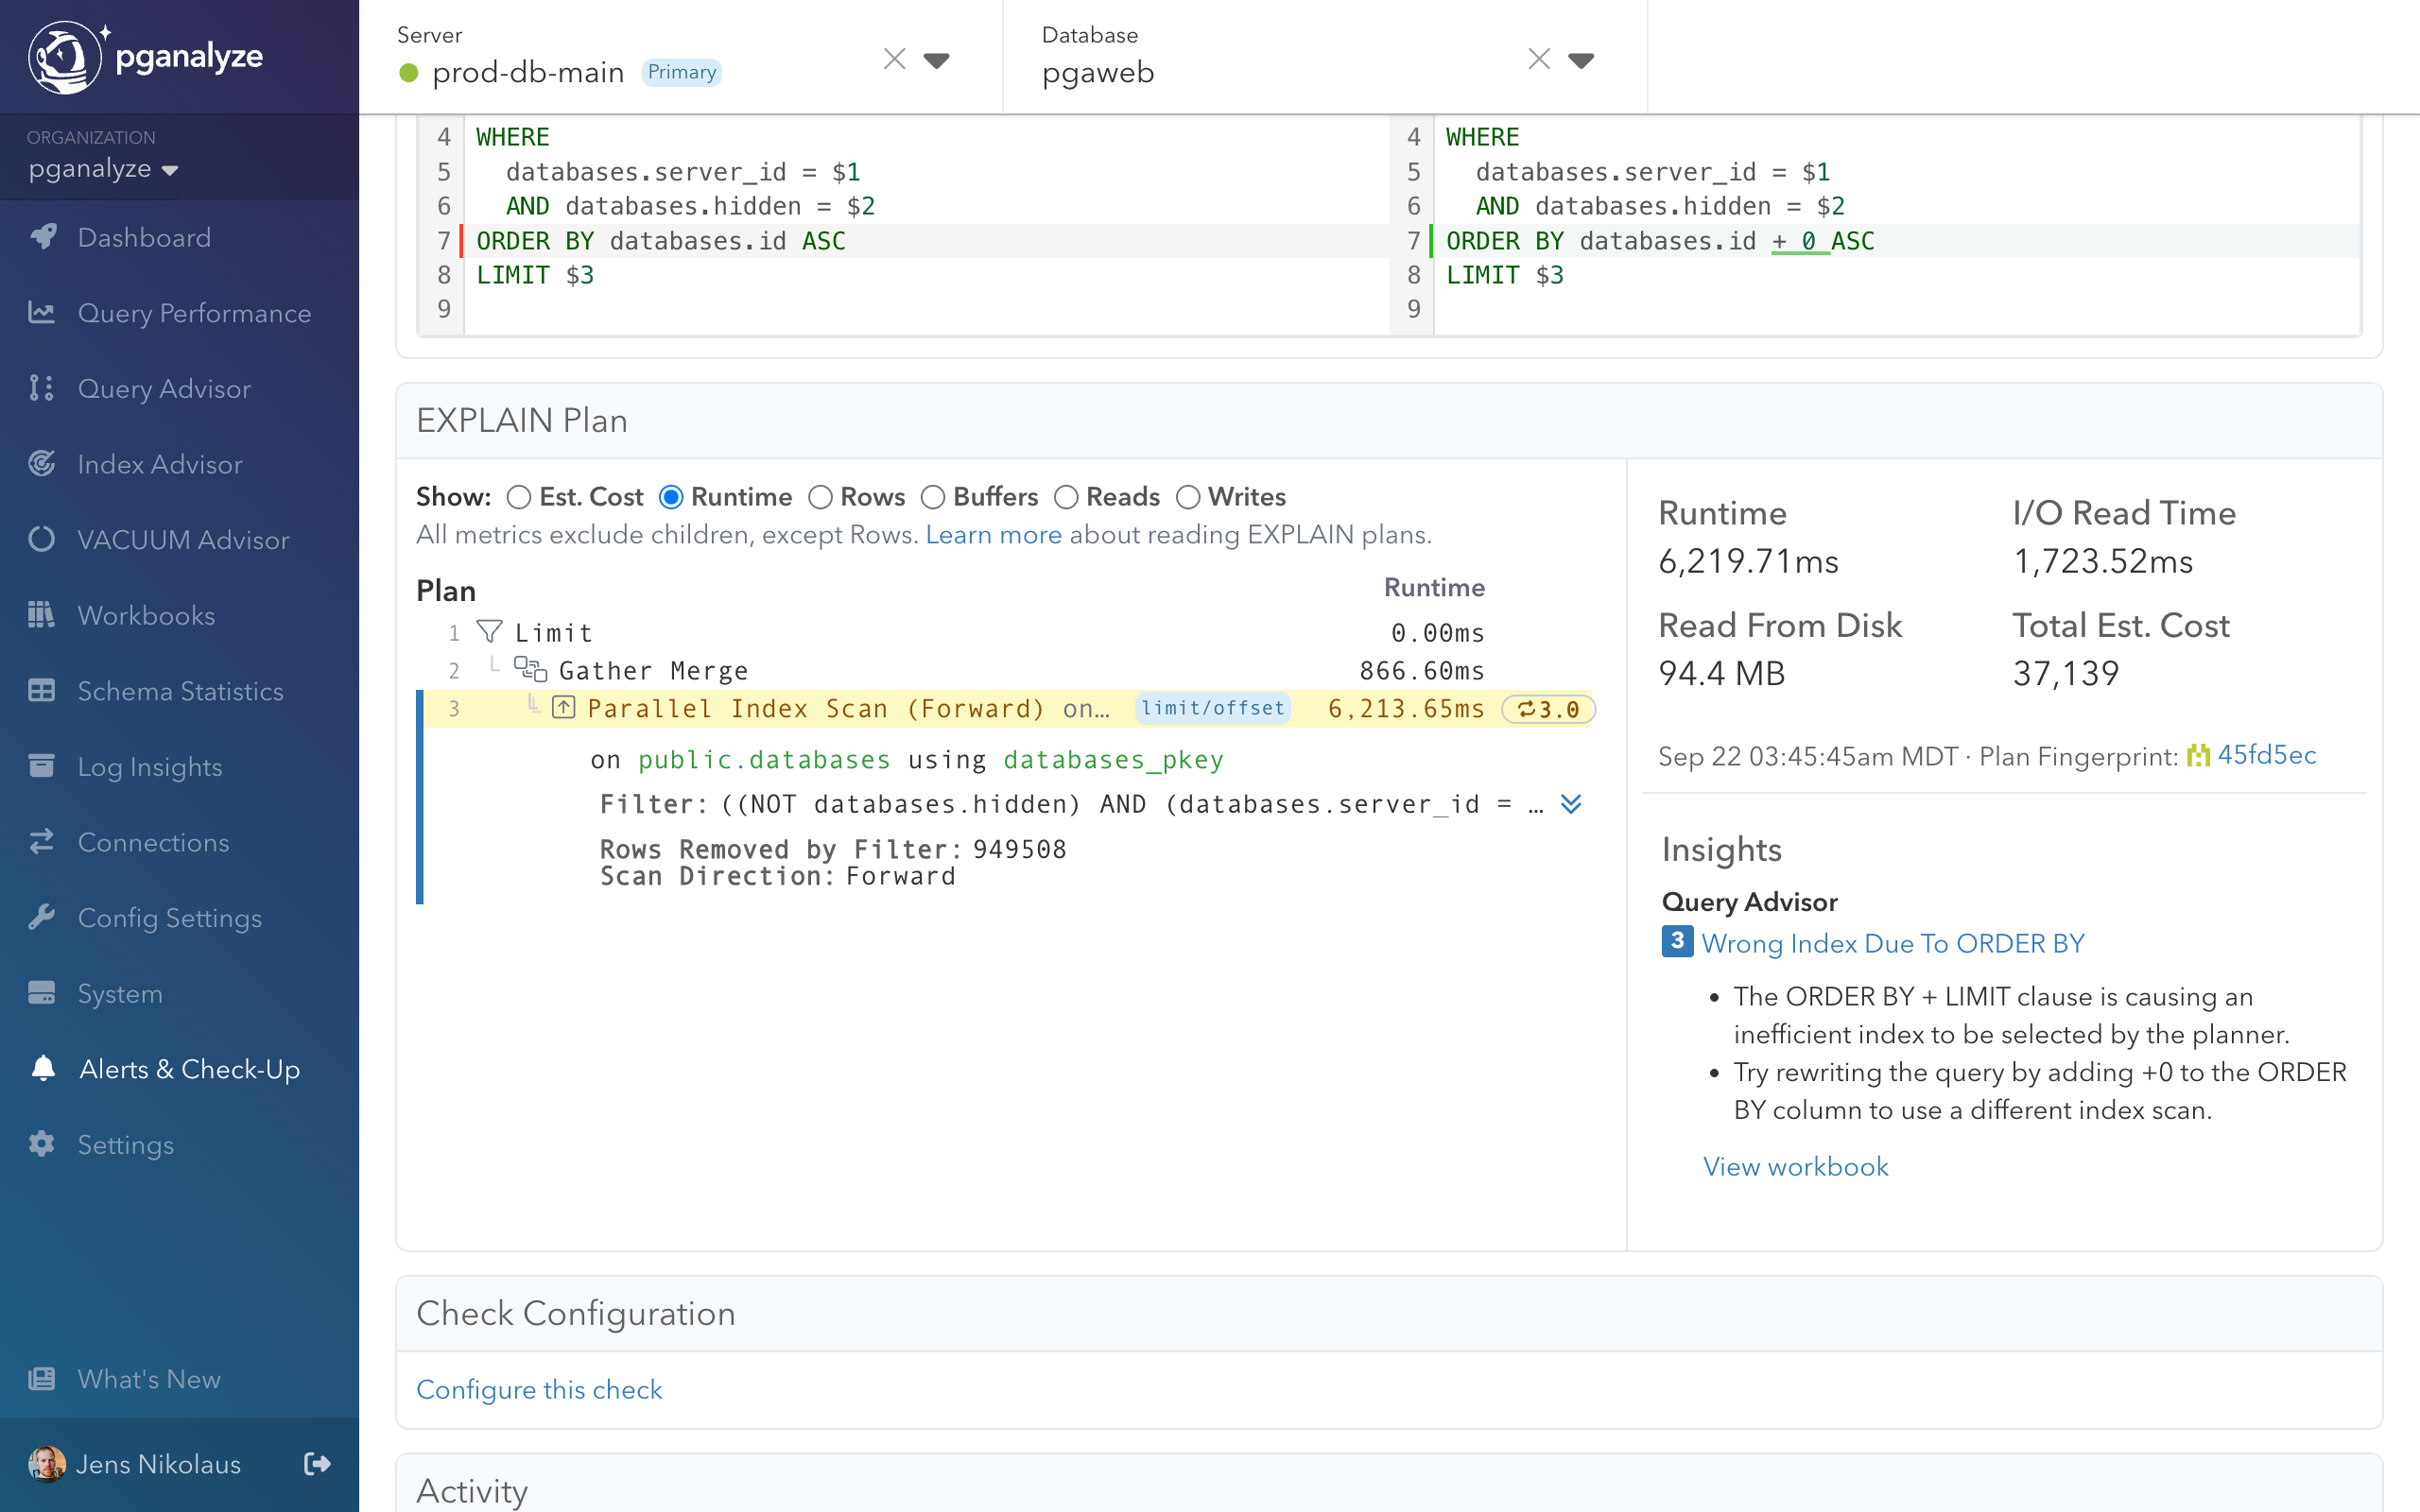 pganalyze
ORGANIZATION
pganalyze
Dashboard
Query Performance
Query Advisor
Index Advisor
VACUUM Advisor
Workbooks
Schema Statistics
Log Insights
Connections
Config Settings
System
Alerts & Check-Up
Settings
What's New
Jens Nikolaus
Server
prod-db-main Primary
Database
pgaweb
4 WHERE
5 databases.server_id = $1
6 AND databases.hidden = $2
7 ORDER BY databases.id ASC
8 LIMIT $3
9
4 WHERE
5 databases.server_id = $1
6 AND databases.hidden = $2
7 ORDER BY databases.id + 0 ASC
8 LIMIT $3
9
EXPLAIN Plan
Show: Est. Cost Runtime Rows Buffers Reads Writes
All metrics exclude children, except Rows. Learn more about reading EXPLAIN plans.
Plan Runtime
1 Limit 0.00ms
2 Gather Merge 866.60ms
3 Parallel Index Scan (Forward) on... limit/offset 6,213.65ms 3.0
on public.databases using databases_pkey
Filter: ((NOT databases.hidden) AND (databases.server_id = ...
Rows Removed by Filter: 949508
Scan Direction: Forward
Runtime
6,219.71ms
I/O Read Time
1,723.52ms
Read From Disk
94.4 MB
Total Est. Cost
37,139
Sep 22 03:45:45am MDT · Plan Fingerprint: 45fd5ec
Insights
Query Advisor
3 Wrong Index Due To ORDER BY
• The ORDER BY + LIMIT clause is causing an
inefficient index to be selected by the planner.
• Try rewriting the query by adding +0 to the ORDER
BY column to use a different index scan.
View workbook
Check Configuration
Configure this check
Activity